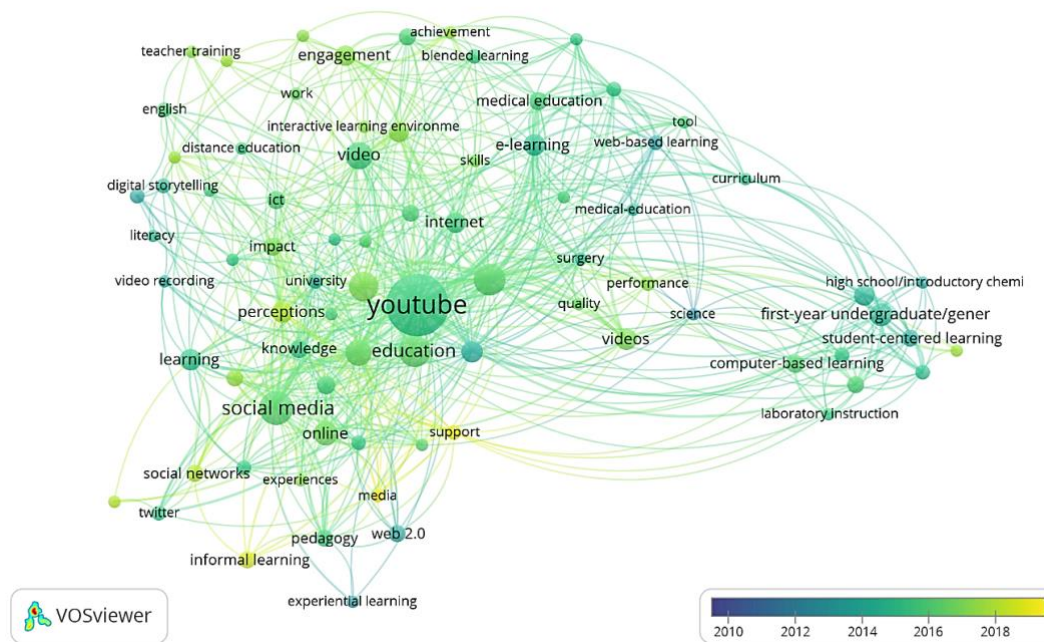 achievement
teacher training
engagement
blended learning
work
medical education
english
interactive learning environme
tool
distance education
video
skills
e-learning
web-based learning
digital storytelling
curriculum
ict
medical-education
literacy
internet
impact
surgery
video recording
university
performance
high school/introductory chemi
youtube
quality
perceptions
science
first-year undergraduate/gener
videos
student-centered learning
learning
knowledge
education
computer-based learning
social media
laboratory instruction
online
support
social networks
experiences
media
twitter
pedagogy
web 2.0
informal learning
experiential learning
VOSviewer
2010 2012 2014 2016 2018